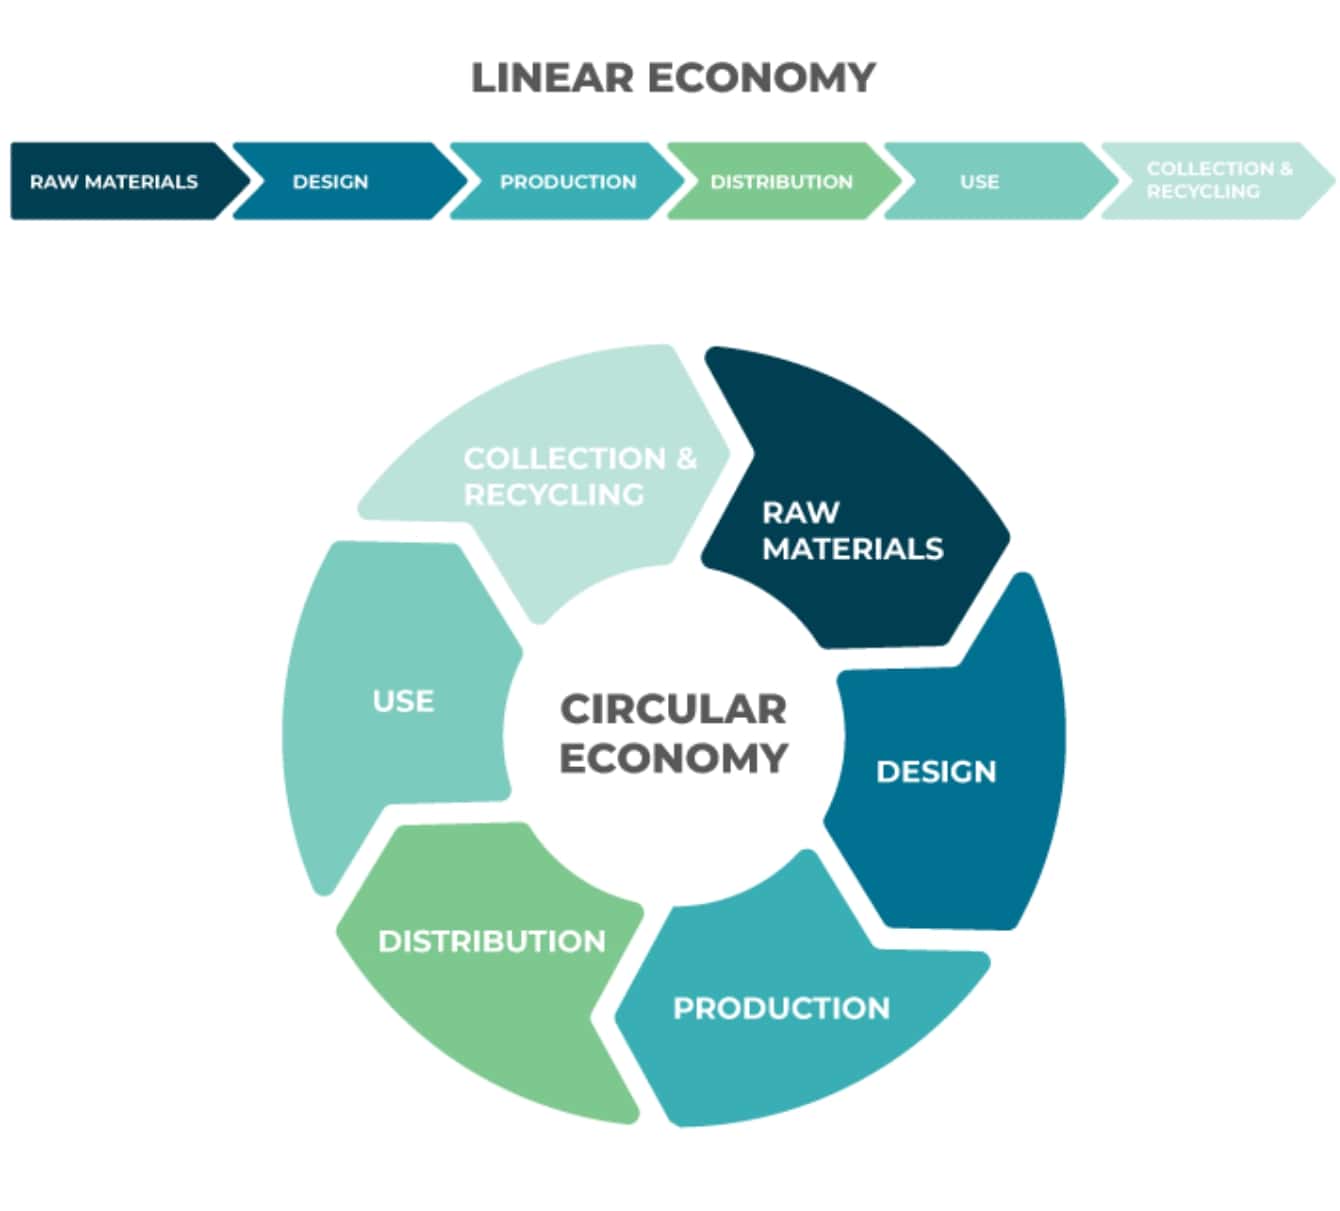 LINEAR ECONOMY
RAW MATERIALS
DESIGN
PRODUCTION
DISTRIBUTION
USE
COLLECTION &
RECYCLING
COLLECTION &
RECYCLING
RAW
MATERIALS
USE
CIRCULAR
ECONOMY
DESIGN
DISTRIBUTION
PRODUCTION